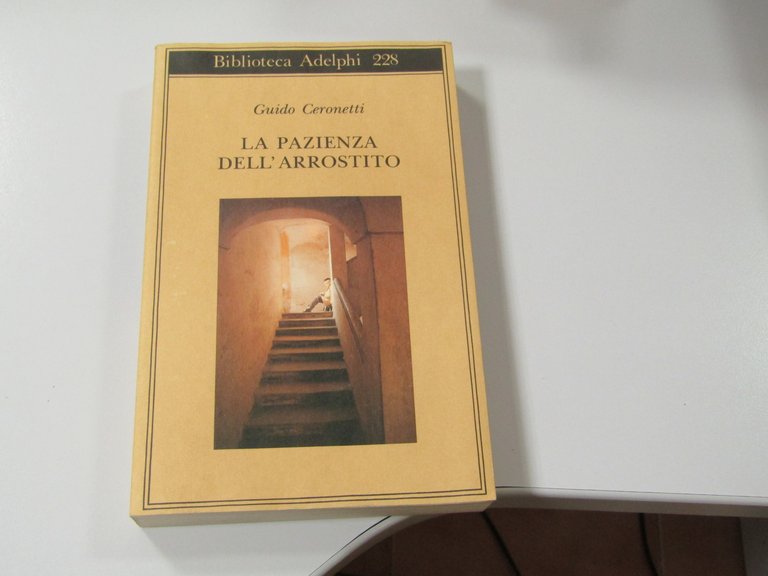 Biblioteca Adelphi 228
Guido Ceronetti
LA PAZIENZA
DELL'ARROSTITO